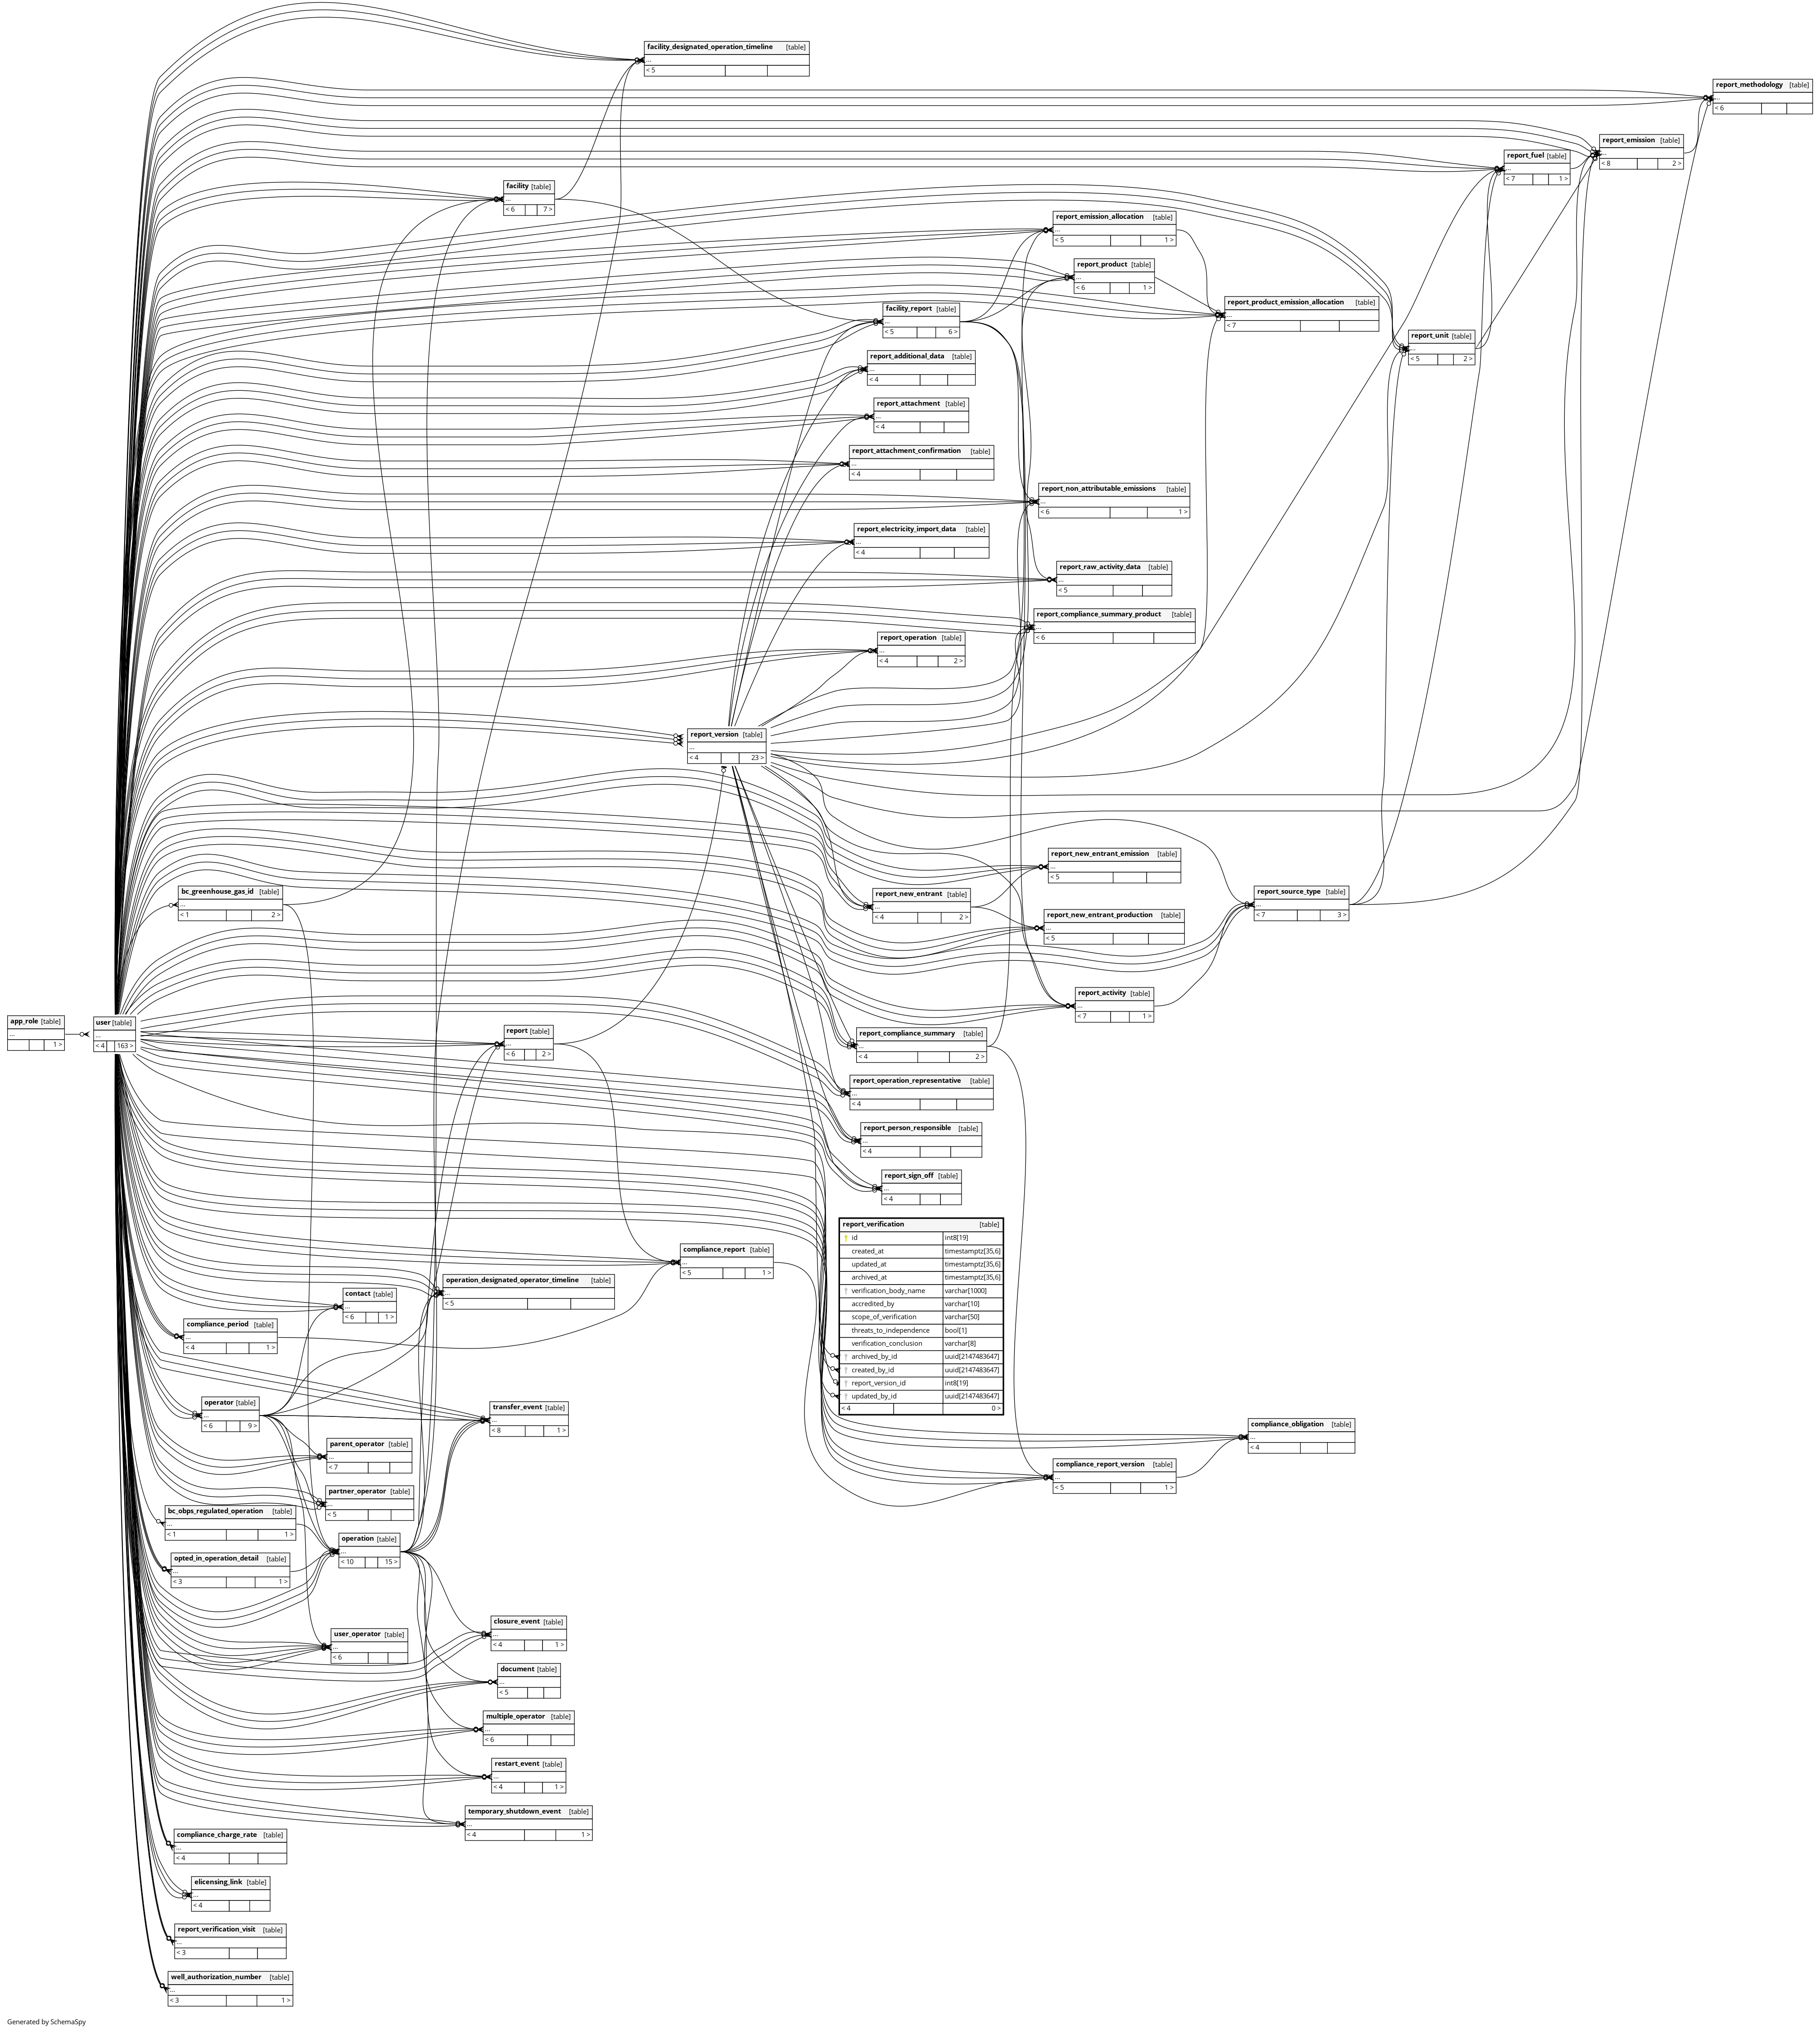 facility_designated_operation_timeline [table]
...
< 5
report_methodology [table]
...
< 6
report_emission [table]
...
< 8 2 >
report_fuel [table]
...
< 7 1 >
facility [table]
...
< 6 7 >
report_emission_allocation [table]
...
< 5 1 >
report_product [table]
...
< 6 1 >
report_product_emission_allocation [table]
...
< 7
facility_report [table]
...
< 5 6 >
report_unit [table]
...
< 5 2 >
report_additional_data [table]
...
< 4
report_attachment [table]
...
< 4
report_attachment_confirmation [table]
...
< 4
report_non_attributable_emissions [table]
...
< 6 1 >
report_electricity_import_data [table]
...
< 4
report_raw_activity_data [table]
...
< 5
report_compliance_summary_product [table]
...
< 6
report_operation [table]
...
< 4 2 >
report_version [table]
...
< 4 23 >
report_new_entrant_emission [table]
...
< 5
bc_greenhouse_gas_id [table]
...
< 1 2 >
report_new_entrant [table]
...
< 4 2 >
report_source_type [table]
...
< 7 3 >
report_new_entrant_production [table]
...
< 5
report_activity [table]
...
< 7 1 >
app_role [table]
...
1 >
user [table]
...
< 4 163 >
report [table]
...
< 6 2 >
report_compliance_summary [table]
...
< 4 2 >
report_operation_representative [table]
...
< 4
report_person_responsible [table]
...
< 4
report_sign_off [table]
...
< 4
report_verification [table]
id int8[19]
created_at timestamptz[35,6]
updated_at timestamptz[35,6]
archived_at timestamptz[35,6]
verification_body_name varchar[1000]
accredited_by varchar[10]
scope_of_verification varchar[50]
threats_to_independence bool[1]
verification_conclusion varchar[8]
archived_by_id uuid[2147483647]
created_by_id uuid[2147483647]
report_version_id int8[19]
updated_by_id uuid[2147483647]
< 4 0 >
compliance_report [table]
...
< 5 1 >
operation_designated_operator_timeline [table]
...
< 5
contact [table]
...
< 6 1 >
compliance_period [table]
...
< 4 1 >
operator [table]
...
< 6 9 >
transfer_event [table]
...
< 8 1 >
compliance_obligation [table]
...
< 4
parent_operator [table]
...
< 7
compliance_report_version [table]
...
< 5 1 >
partner_operator [table]
...
< 5
bc_obps_regulated_operation [table]
...
< 1 1 >
operation [table]
...
< 10 15 >
opted_in_operation_detail [table]
...
< 3 1 >
closure_event [table]
...
< 4 1 >
user_operator [table]
...
< 6
document [table]
...
< 5
multiple_operator [table]
...
< 6
restart_event [table]
...
< 4 1 >
temporary_shutdown_event [table]
...
< 4 1 >
compliance_charge_rate [table]
...
< 4
elicensing_link [table]
...
< 4
report_verification_visit [table]
...
< 3
well_authorization_number [table]
...
< 3 1 >
Generated by SchemaSpy